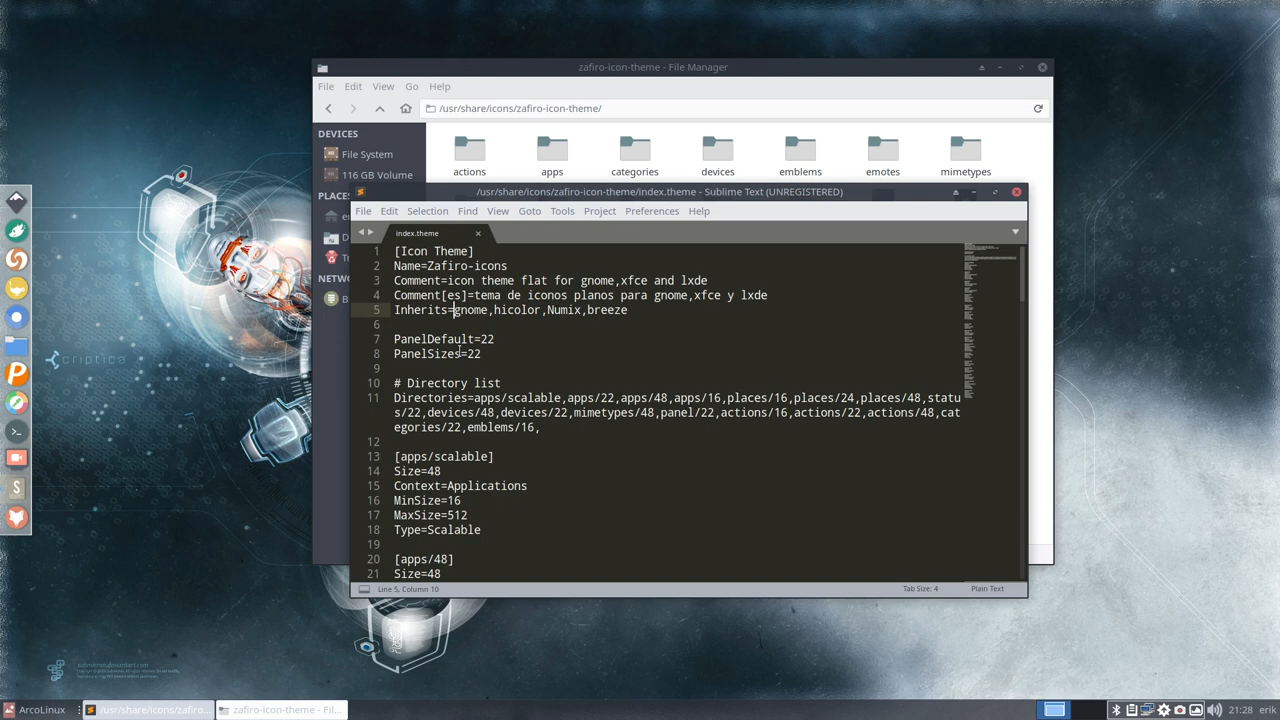 zafiro-icon-theme - File Manager
File Edit View Go Help
/usr/share/icons/zafiro-icon-theme/
DEVICES
File System
116 GB Volume
PLACES
NETW
actions apps categories devices emblems emotes mimetypes
/usr/share/icons/zafiro-icon-theme/index.theme - Sublime Text (UNREGISTERED)
File Edit Selection Find View Goto Tools Project Preferences Help
index.theme
1 [Icon Theme]
2 Name=Zafiro-icons
3 Comment=icon theme flat for gnome,xfce and lxde
4 Comment[es]=tema de iconos planos para gnome,xfce y lxde
5 Inherits=gnome,hicolor,Numix,breeze
6
7 PanelDefault=22
8 PanelSizes=22
9
10 # Directory list
11 Directories=apps/scalable,apps/22,apps/48,apps/16,places/16,places/24,places/48,statu
s/22,devices/48,devices/22,mimetypes/48,panel/22,actions/16,actions/22,actions/48,cat
egories/22,emblems/16,
12
13 [apps/scalable]
14 Size=48
15 Context=Applications
16 MinSize=16
17 MaxSize=512
18 Type=Scalable
19
20 [apps/48]
21 Size=48
Line 5, Column 10
Tab Size: 4
Plain Text
criptica
ArcoLinux
/usr/share/icons/zafiro...
zafiro-icon-theme - Fil...
21:28
erik